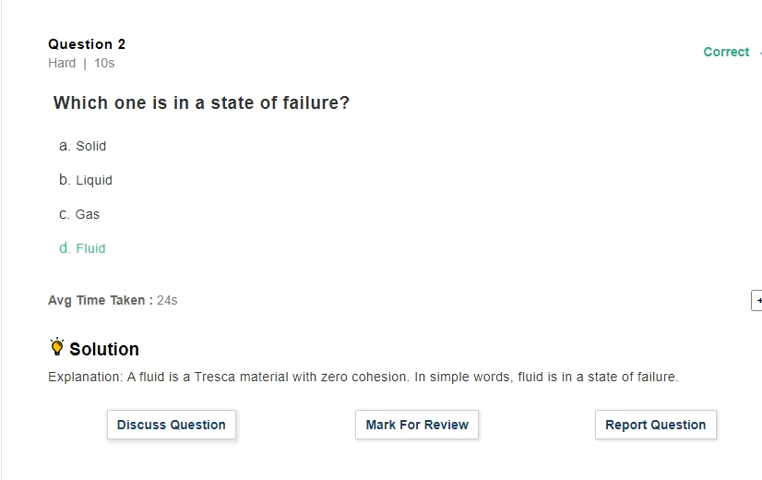 Question 2
Correct
Hard | 10s
Which one is in a state of failure?
a. Solid
b. Liquid
c. Gas
d. Fluid
Avg Time Taken : 24s
+
Solution
Explanation: A fluid is a Tresca material with zero cohesion. In simple words, fluid is in a state of failure.
Discuss Question
Mark For Review
Report Question